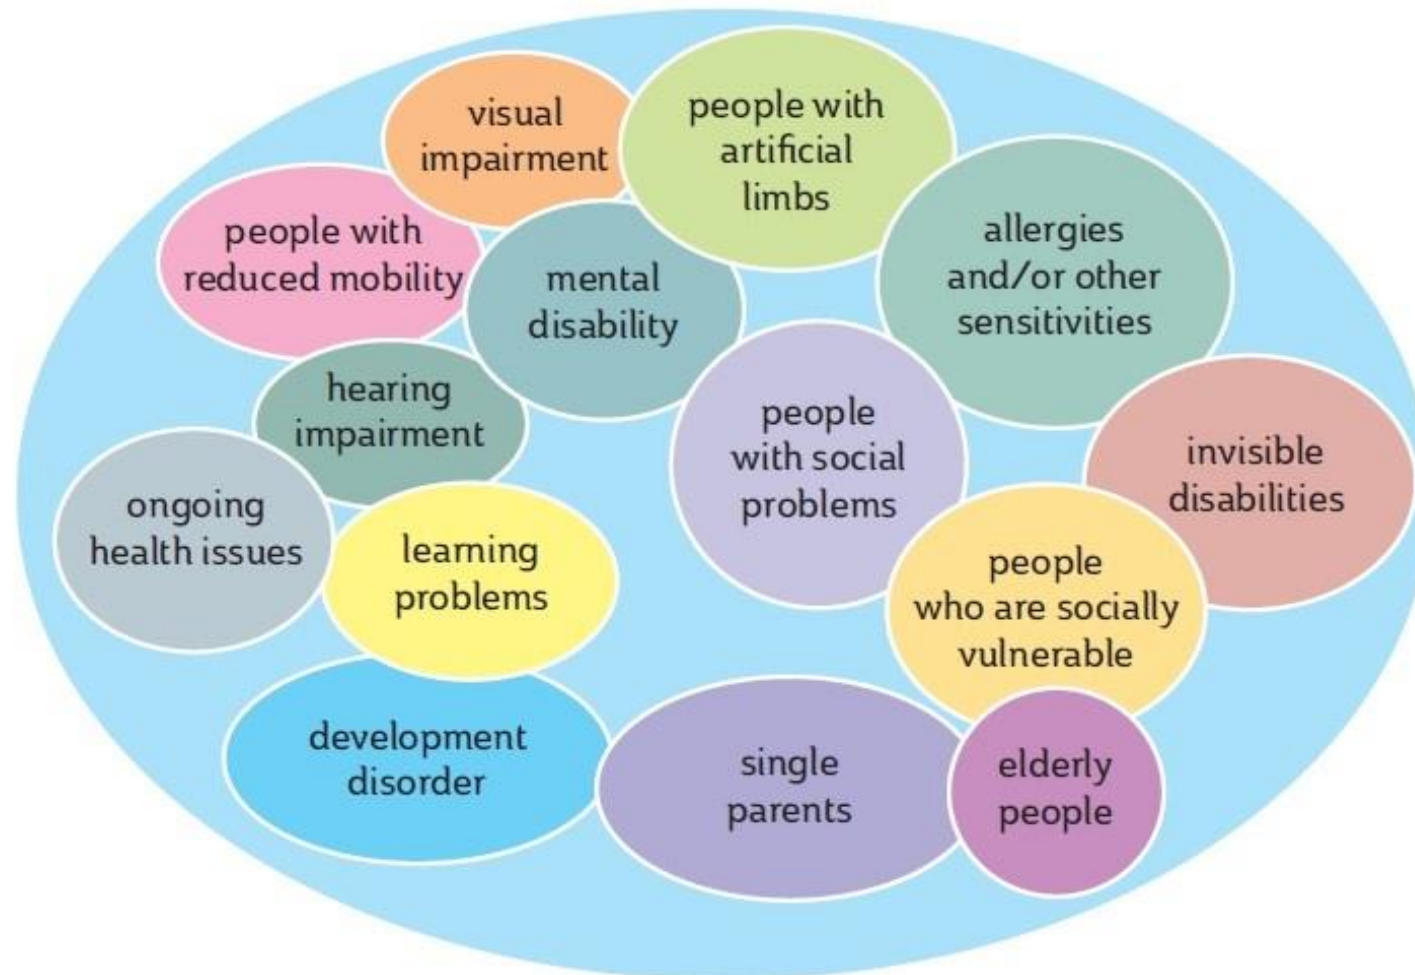 visual
impairment
people with
artificial
limbs
people with
reduced mobility
mental
disability
allergies
and/or other
sensitivities
hearing
impairment
people
with social
problems
invisible
disabilities
ongoing
health issues
learning
problems
people
who are socially
vulnerable
development
disorder
single
parents
elderly
people